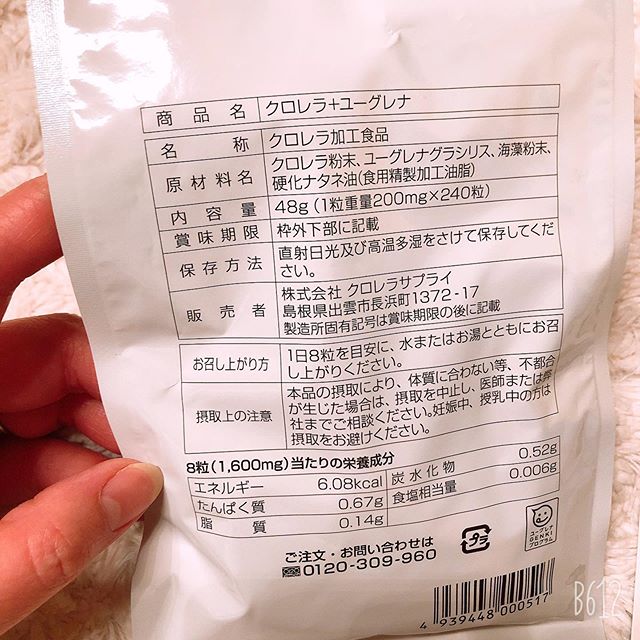 商品名 クロレラ+ユーグレナ
名称 クロレラ加工食品
原材料名 クロレラ粉末、ユーグレナグラシリス、海藻粉末、
硬化ナタネ油(食用精製加工油脂)
内容量 48g(1粒重量200mg×240粒)
賞味期限 枠外下部に記載
保存方法 直射日光及び高温多湿をさけて保存してくだ
さい。
販売者 株式会社 クロレラサプライ
島根県出雲市長浜町1372-17
製造所固有記号は賞味期限の後に記載
お召し上がり方 1日8粒を目安に、水またはお湯とともにお召
し上がりください。
摂取上の注意 本品の摂取により、体質に合わない等、不都合
が生じた場合は、摂取を中止し、医師または弊
社までご相談ください。妊娠中、授乳中の方は
摂取をお避けください。
8粒(1,600mg)当たりの栄養成分
エネルギー 6.08kcal 炭水化物 0.52g
たんぱく質 0.67g 食塩相当量 0.006g
脂質 0.14g
ユーグレナ
GENKI
プログラム
プラ
ご注文・お問い合わせは
0120-309-960
4 939448 000517
B612